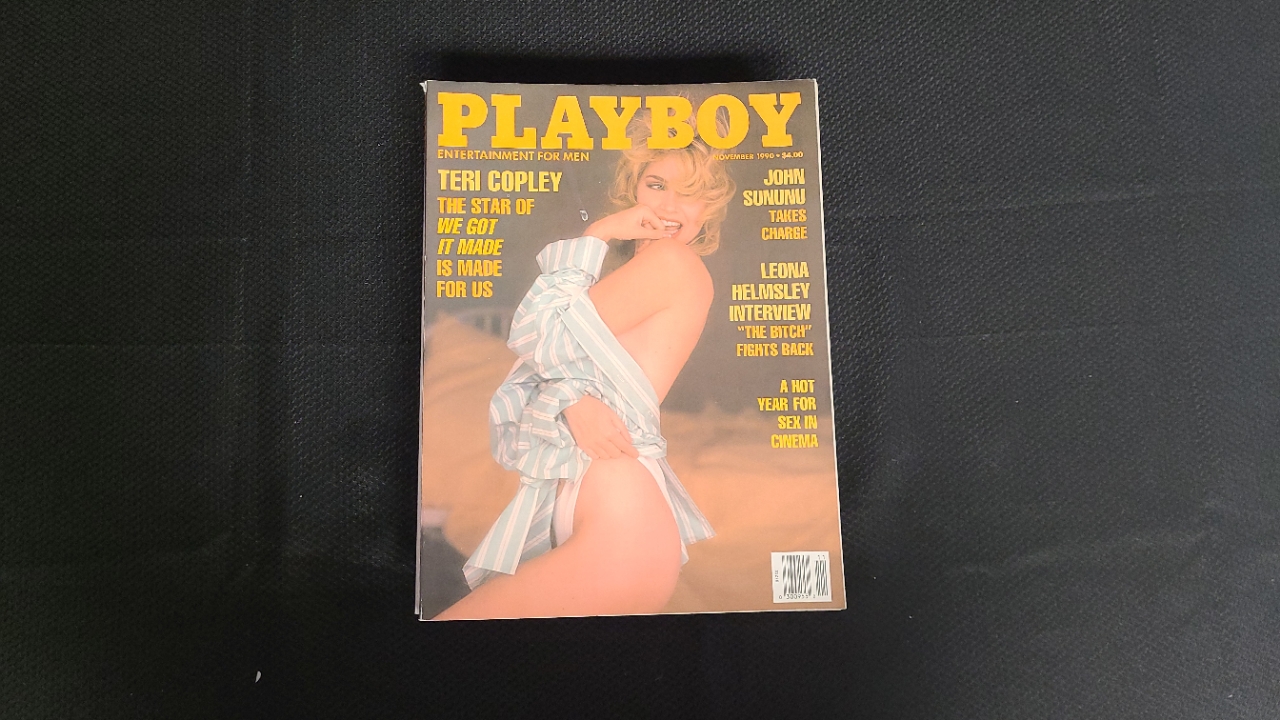 PLAYBOY
ENTERTAINMENT FOR MEN
NOVEMBER 1990 • $4.00
TERI COPLEY
THE STAR OF
WE GOT
IT MADE
IS MADE
FOR US
JOHN
SUNUNU
TAKES
CHARGE
LEONA
HELMSLEY
INTERVIEW
"THE BITCH"
FIGHTS BACK
A HOT
YEAR FOR
SEX IN
CINEMA
11